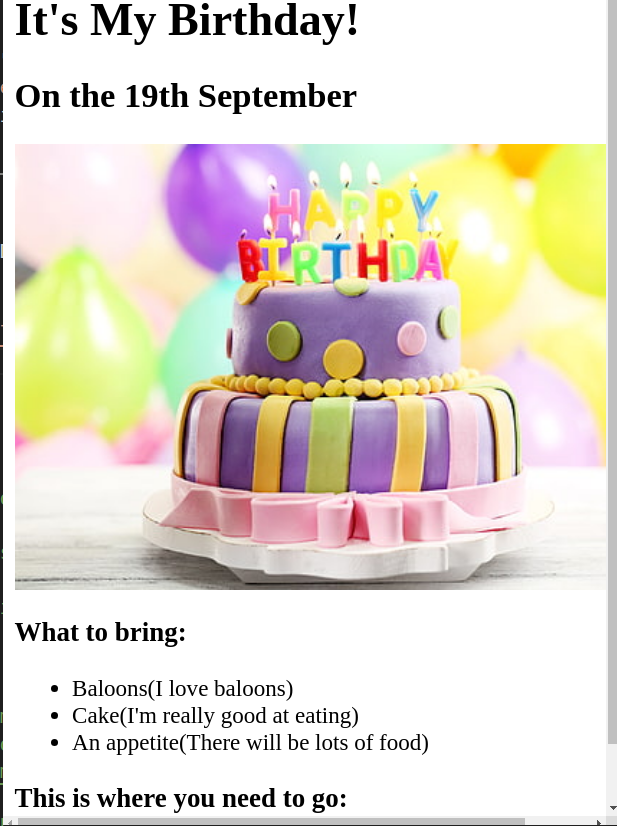 It's My Birthday!
On the 19th September
HAPPY
BIRTHDAY
What to bring:
Baloons(I love baloons)
Cake(I'm really good at eating)
An appetite(There will be lots of food)
This is where you need to go: